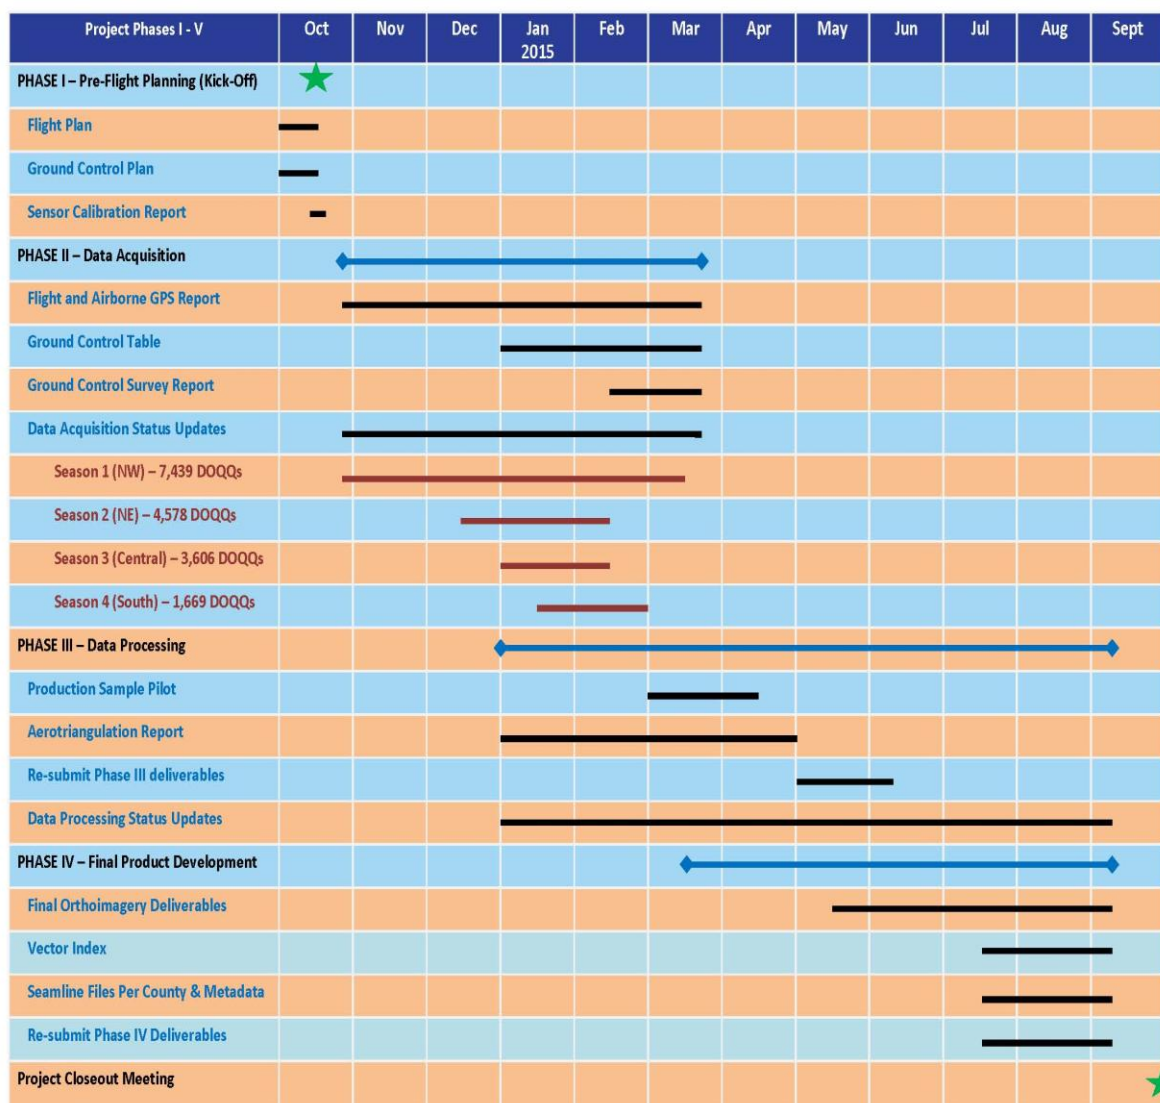 Project Phases I - V
Oct
Nov
Dec
Jan
2015
Feb
Mar
Apr
May
Jun
Jul
Aug
Sept
PHASE I – Pre-Flight Planning (Kick-Off)
Flight Plan
Ground Control Plan
Sensor Calibration Report
PHASE II – Data Acquisition
Flight and Airborne GPS Report
Ground Control Table
Ground Control Survey Report
Data Acquisition Status Updates
Season 1 (NW) – 7,439 DOQQs
Season 2 (NE) – 4,578 DOQQs
Season 3 (Central) – 3,606 DOQQs
Season 4 (South) – 1,669 DOQQs
PHASE III – Data Processing
Production Sample Pilot
Aerotriangulation Report
Re-submit Phase III deliverables
Data Processing Status Updates
PHASE IV – Final Product Development
Final Orthoimagery Deliverables
Vector Index
Seamline Files Per County & Metadata
Re-submit Phase IV Deliverables
Project Closeout Meeting